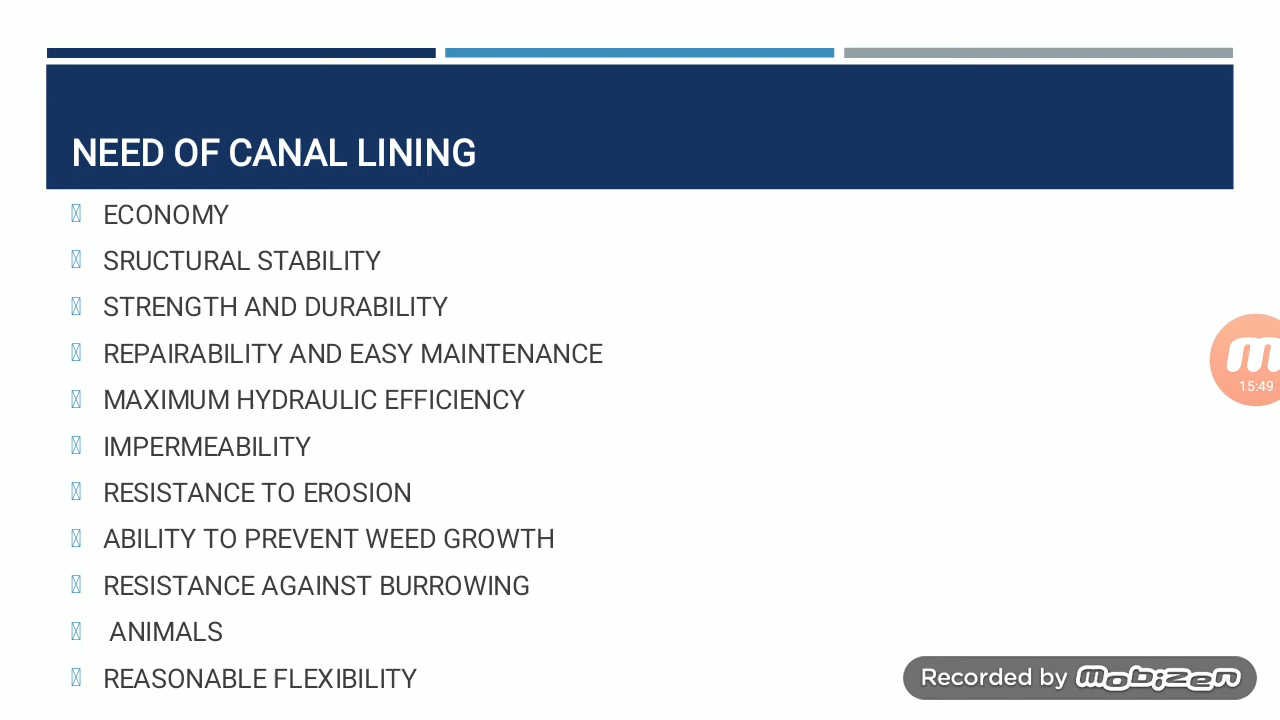 NEED OF CANAL LINING
ECONOMY
SRUCTURAL STABILITY
STRENGTH AND DURABILITY
REPAIRABILITY AND EASY MAINTENANCE
MAXIMUM HYDRAULIC EFFICIENCY
IMPERMEABILITY
RESISTANCE TO EROSION
ABILITY TO PREVENT WEED GROWTH
RESISTANCE AGAINST BURROWING
ANIMALS
REASONABLE FLEXIBILITY
m
15:49
Recorded by mobizen